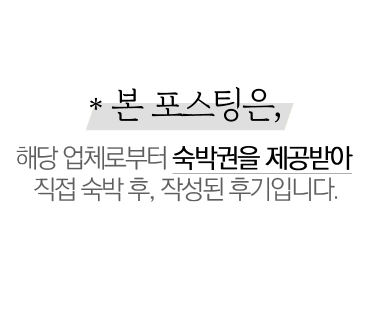 * 본 포스팅은,
해당 업체로부터 숙박권을 제공받아
직접 숙박 후, 작성된 후기입니다.